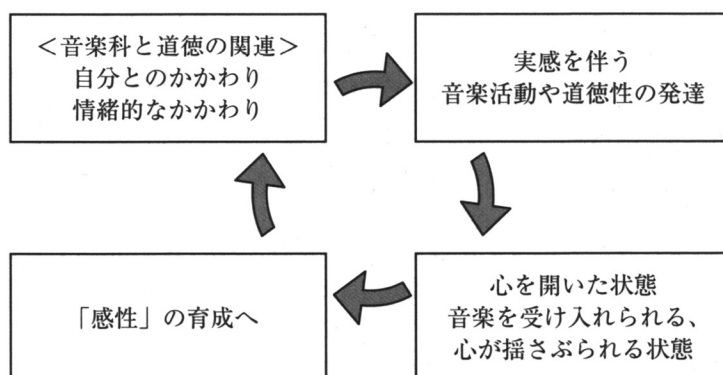 ＜音楽科と道徳の関連＞
自分とのかかわり
情緒的なかかわり
実感を伴う
音楽活動や道徳性の発達
心を開いた状態
音楽を受け入れられる、
心が揺さぶられる状態
「感性」の育成へ